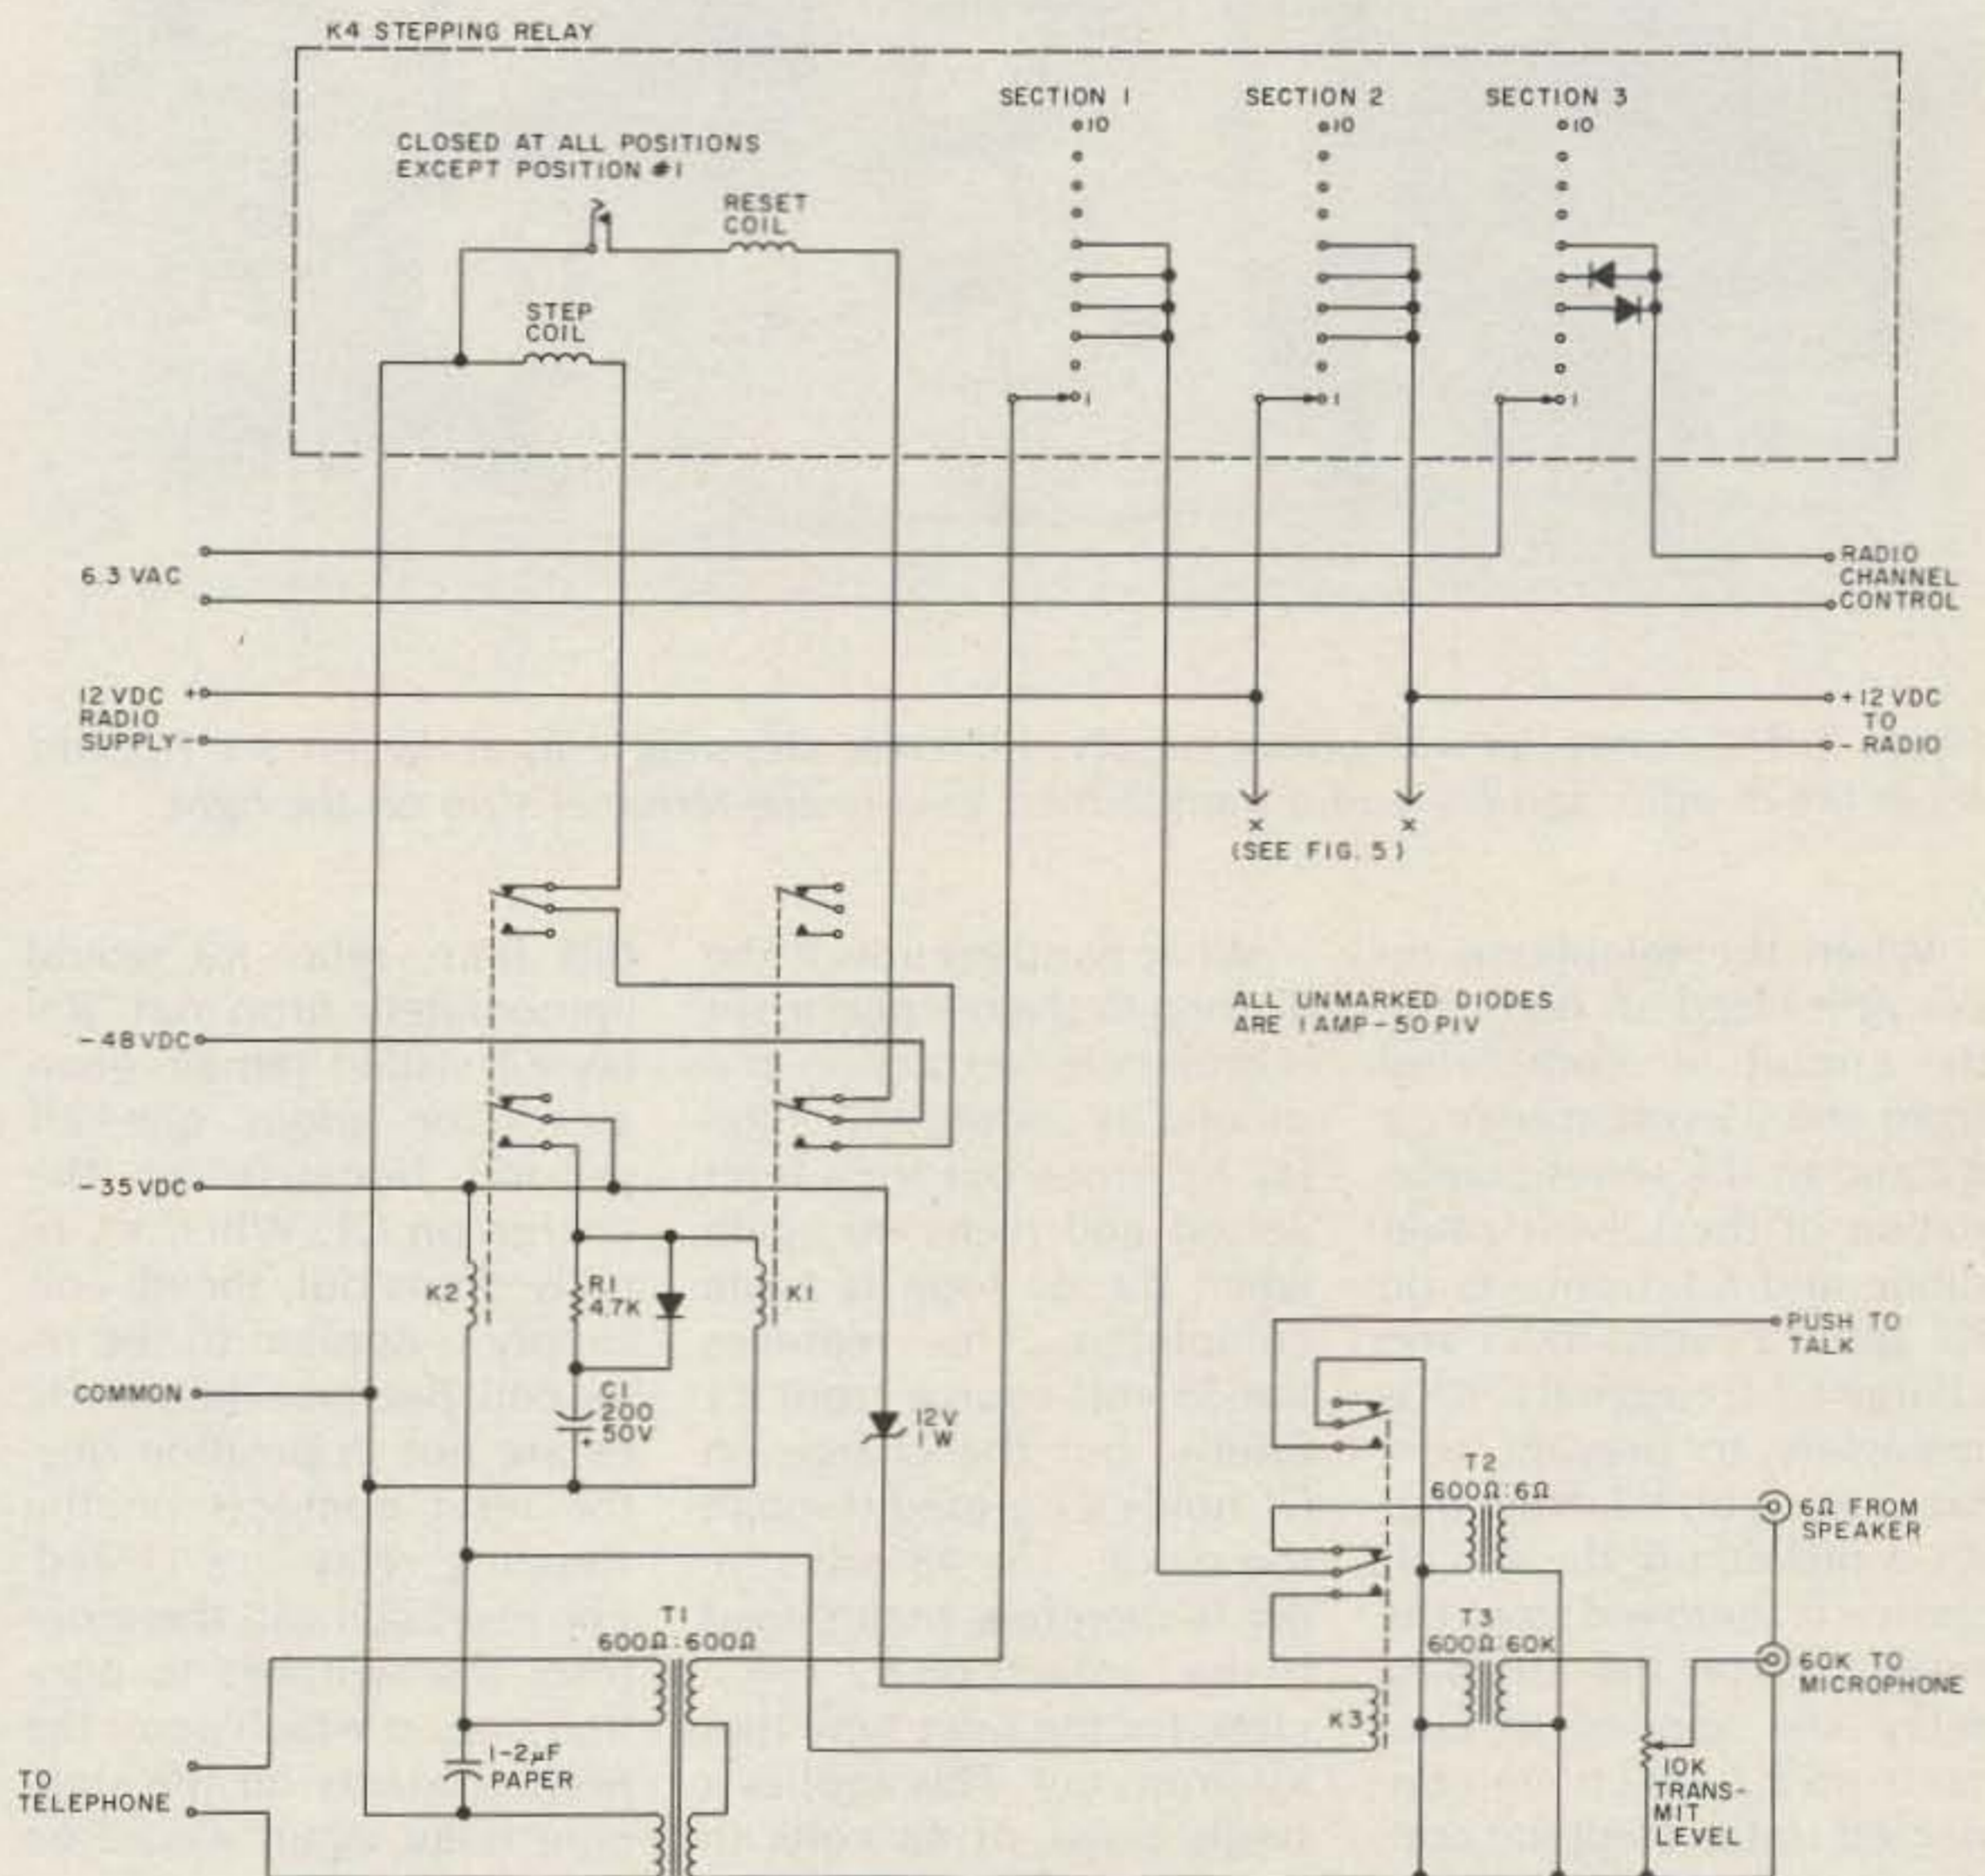 K4 STEPPING RELAY
SECTION 1
SECTION 2
SECTION 3
10
10
10
CLOSED AT ALL POSITIONS
EXCEPT POSITION #1
RESET
COIL
STEP
COIL
1
1
1
6.3 VAC
RADIO
CHANNEL
CONTROL
12 VDC +
RADIO
SUPPLY -
+ 12 VDC
TO
- RADIO
X
X
(SEE FIG. 5)
ALL UNMARKED DIODES
ARE 1 AMP - 50 PIV
- 48 VDC
- 35 VDC
K2
R1
4.7K
K1
PUSH TO
TALK
COMMON
C1
200
50V
+
12V
1W
T2
600Ω:6Ω
6Ω FROM
SPEAKER
T1
600Ω:600Ω
T3
600Ω:60K
60K TO
MICROPHONE
K3
1-2µF
PAPER
10K
TRANS-
MIT
LEVEL
TO
TELEPHONE